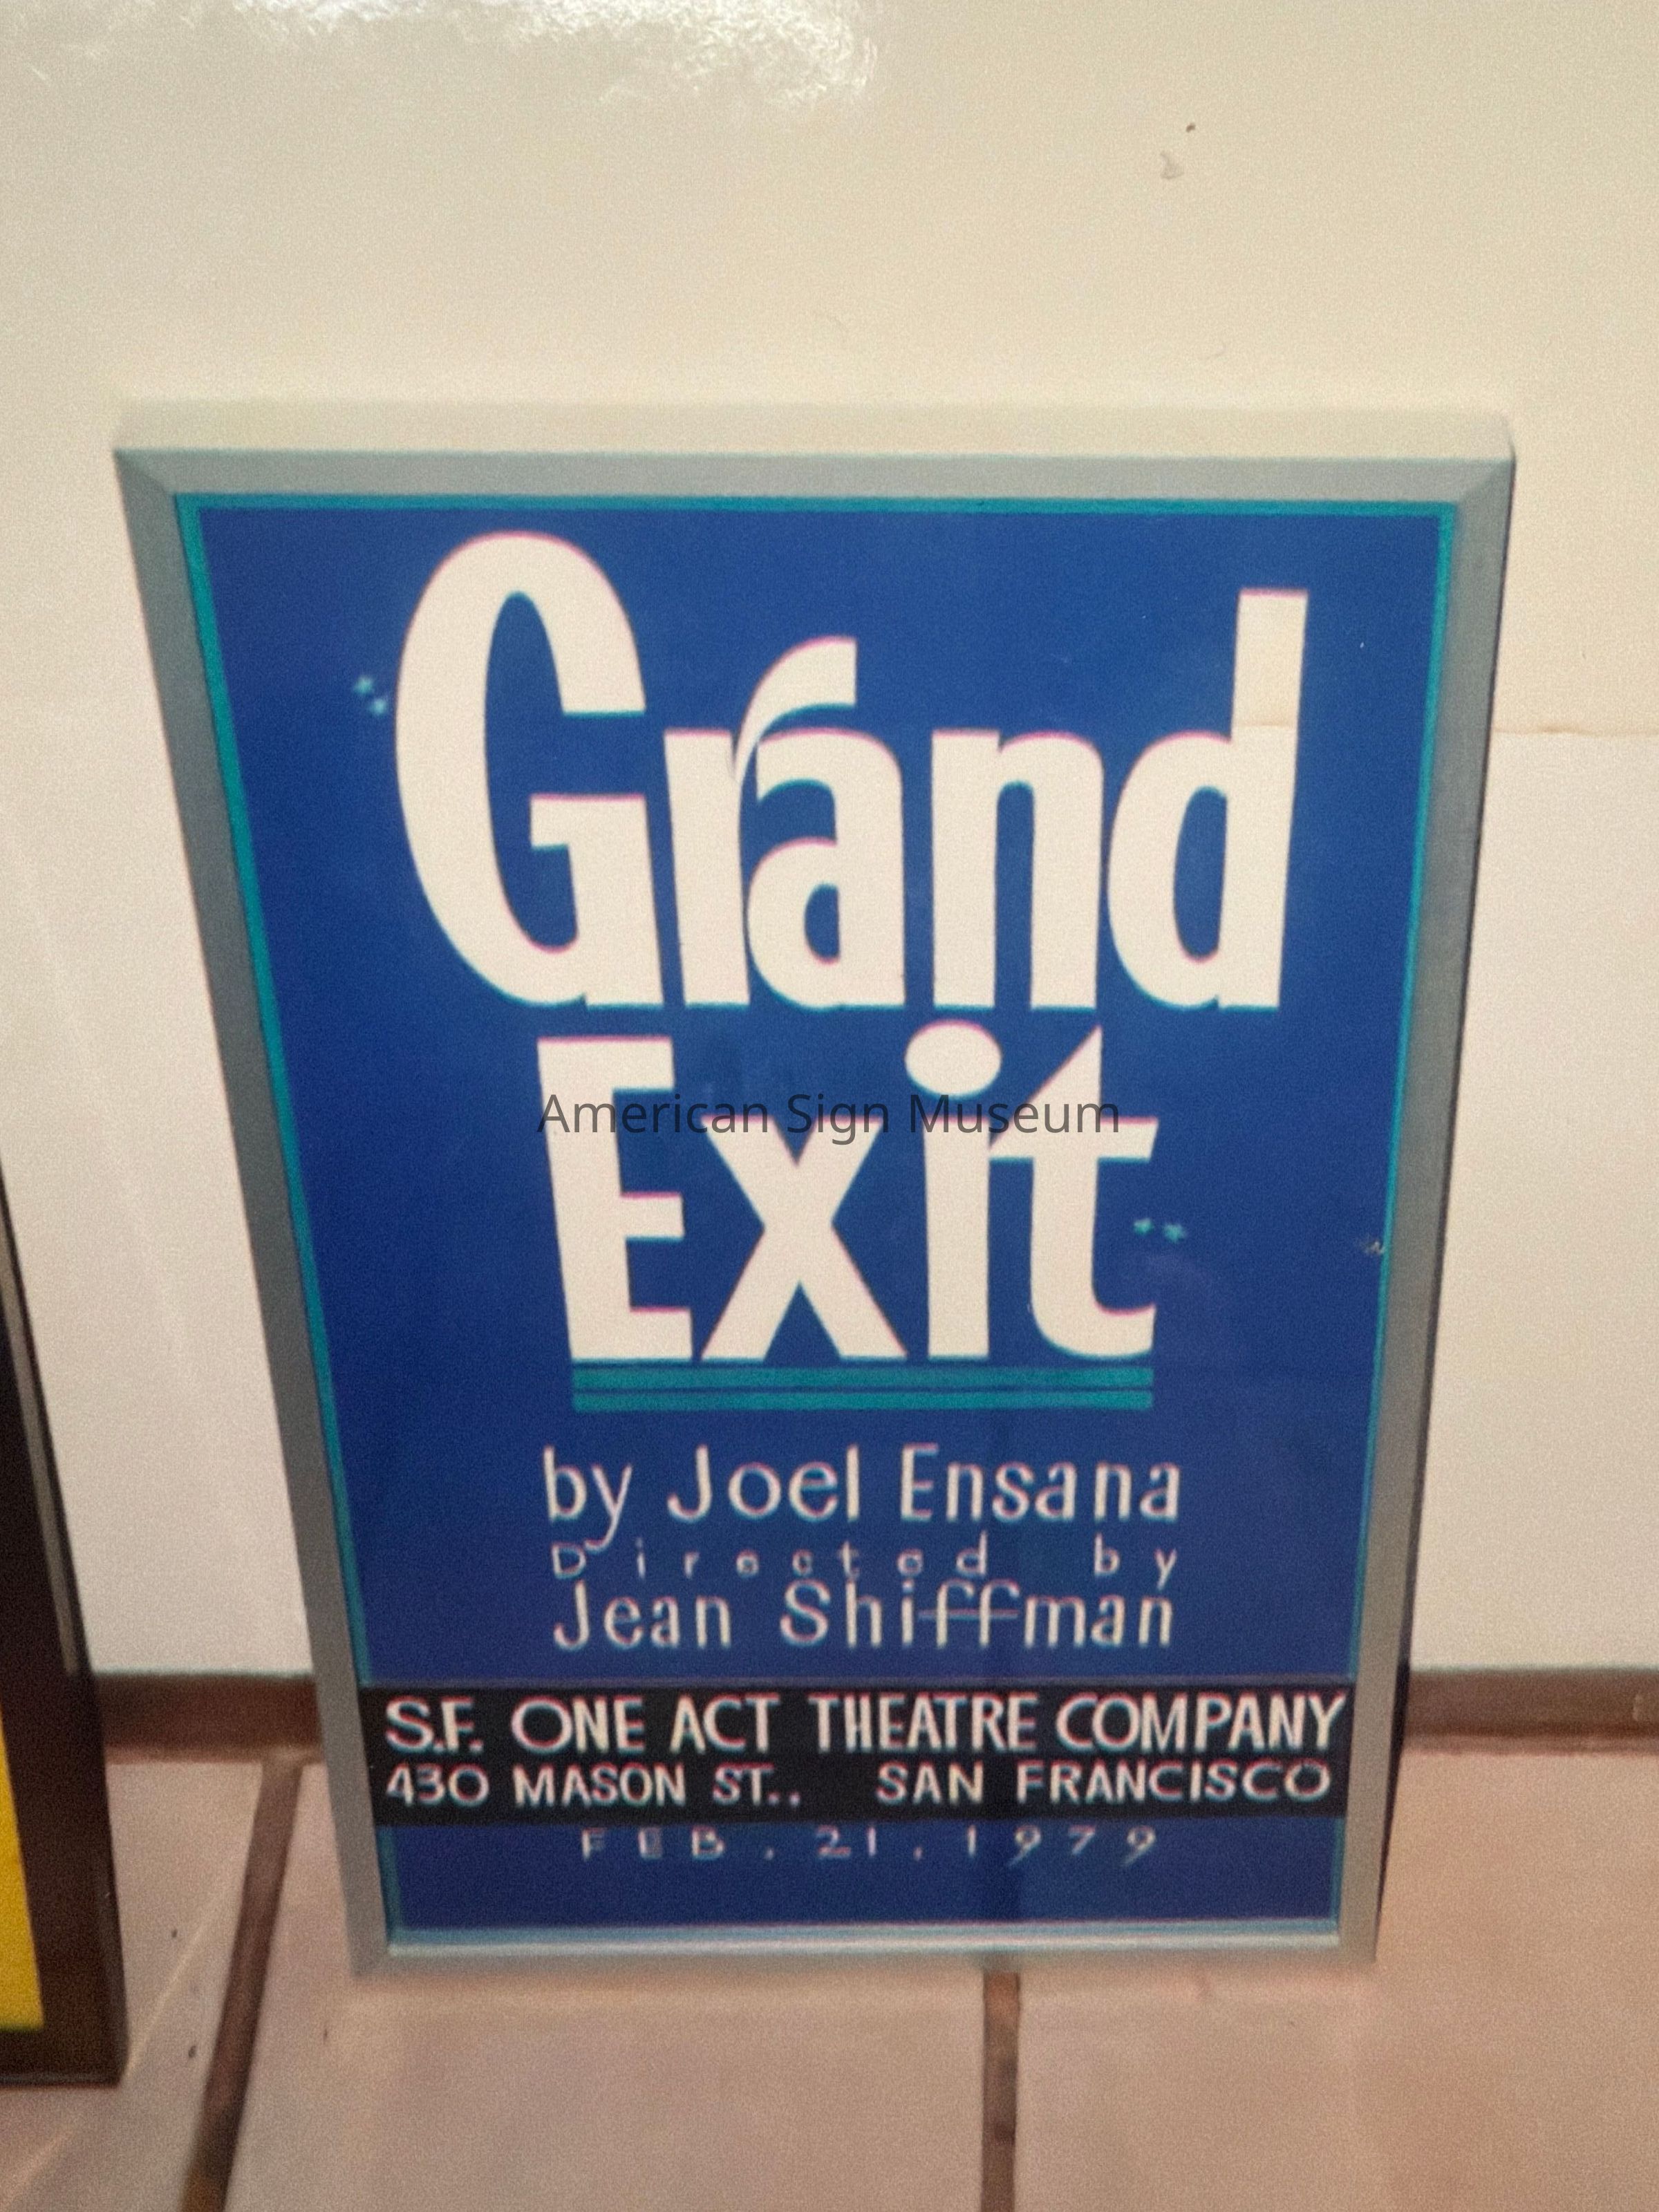 Grand
Exit
American Sign Museum
by Joel Ensana
Directed by
Jean Shiffman
S.F. ONE ACT THEATRE COMPANY
430 MASON ST., SAN FRANCISCO
FEB. 21, 1979